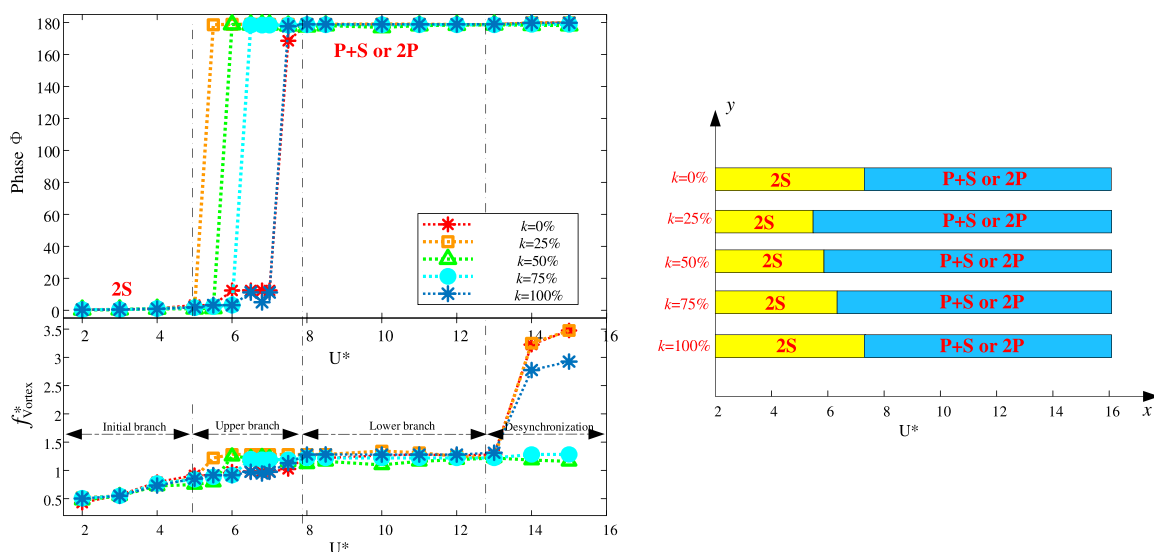 180
160
140
120
100
80
60
40
20
0
Phase Φ
P+S or 2P
2S
k=0%
k=25%
k=50%
k=75%
k=100%
2 4 6 8 10 12 14 16
U*
3.5
3.0
2.5
2.0
1.5
1.0
0.5
f*Vortex
Initial branch Upper branch Lower branch Desynchronization
2 4 6 8 10 12 14 16
U*
y
k=0% 2S P+S or 2P
k=25% 2S P+S or 2P
k=50% 2S P+S or 2P
k=75% 2S P+S or 2P
k=100% 2S P+S or 2P
2 4 6 8 10 12 14 16 x
U*